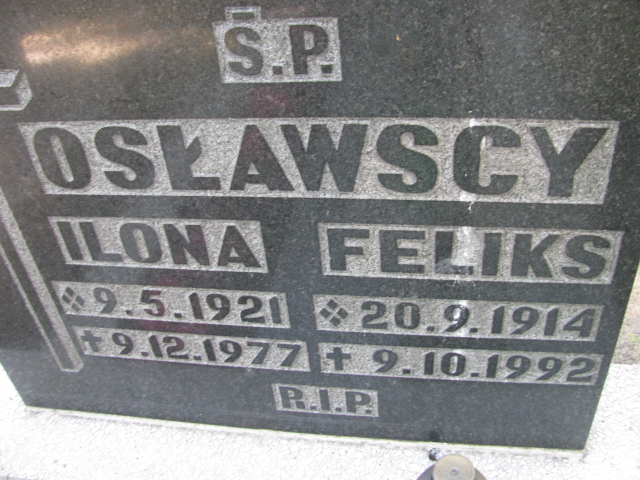 Ś.P.
OSŁAWSCY
ILONA FELIKS
9.5.1921 20.9.1914
✝ 9.12.1977 ✝ 9.10.1992
R.I.P.